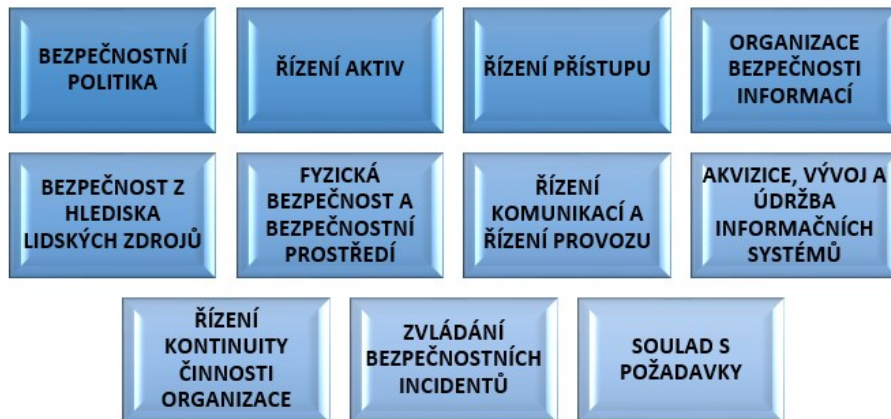 BEZPEČNOSTNÍ
POLITIKA
ŘÍZENÍ AKTIV
ŘÍZENÍ PŘÍSTUPU
ORGANIZACE
BEZPEČNOSTI
INFORMACÍ
BEZPEČNOST Z
HLEDISKA
LIDSKÝCH ZDROJŮ
FYZICKÁ
BEZPEČNOST A
BEZPEČNOSTNÍ
PROSTŘEDÍ
ŘÍZENÍ
KOMUNIKACÍ A
ŘÍZENÍ PROVOZU
AKVIZICE, VÝVOJ A
ÚDRŽBA
INFORMAČNÍCH
SYSTÉMŮ
ŘÍZENÍ
KONTINUITY
ČINNOSTI
ORGANIZACE
ZVLÁDÁNÍ
BEZPEČNOSTNÍCH
INCIDENTŮ
SOULAD S
POŽADAVKY